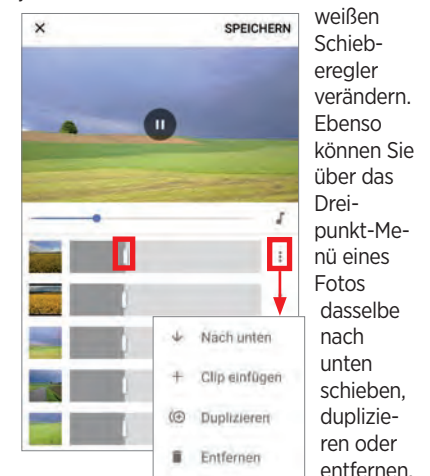 SPEICHERN
Nach unten
Clip einfügen
Duplizieren
Entfernen
weißen
Schieb-
eregler
verändern.
Ebenso
können Sie
über das
Drei-
punkt-Me-
nü eines
Fotos
dasselbe
nach
unten
schieben,
duplizie-
ren oder
entfernen.